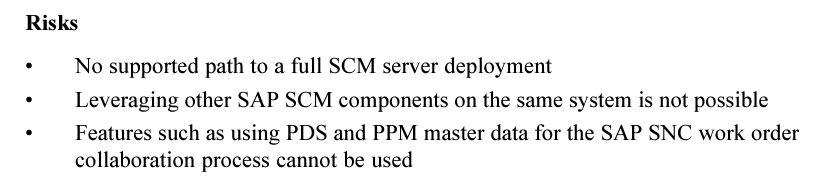 Risks
• No supported path to a full SCM server deployment
• Leveraging other SAP SCM components on the same system is not possible
• Features such as using PDS and PPM master data for the SAP SNC work order
collaboration process cannot be used